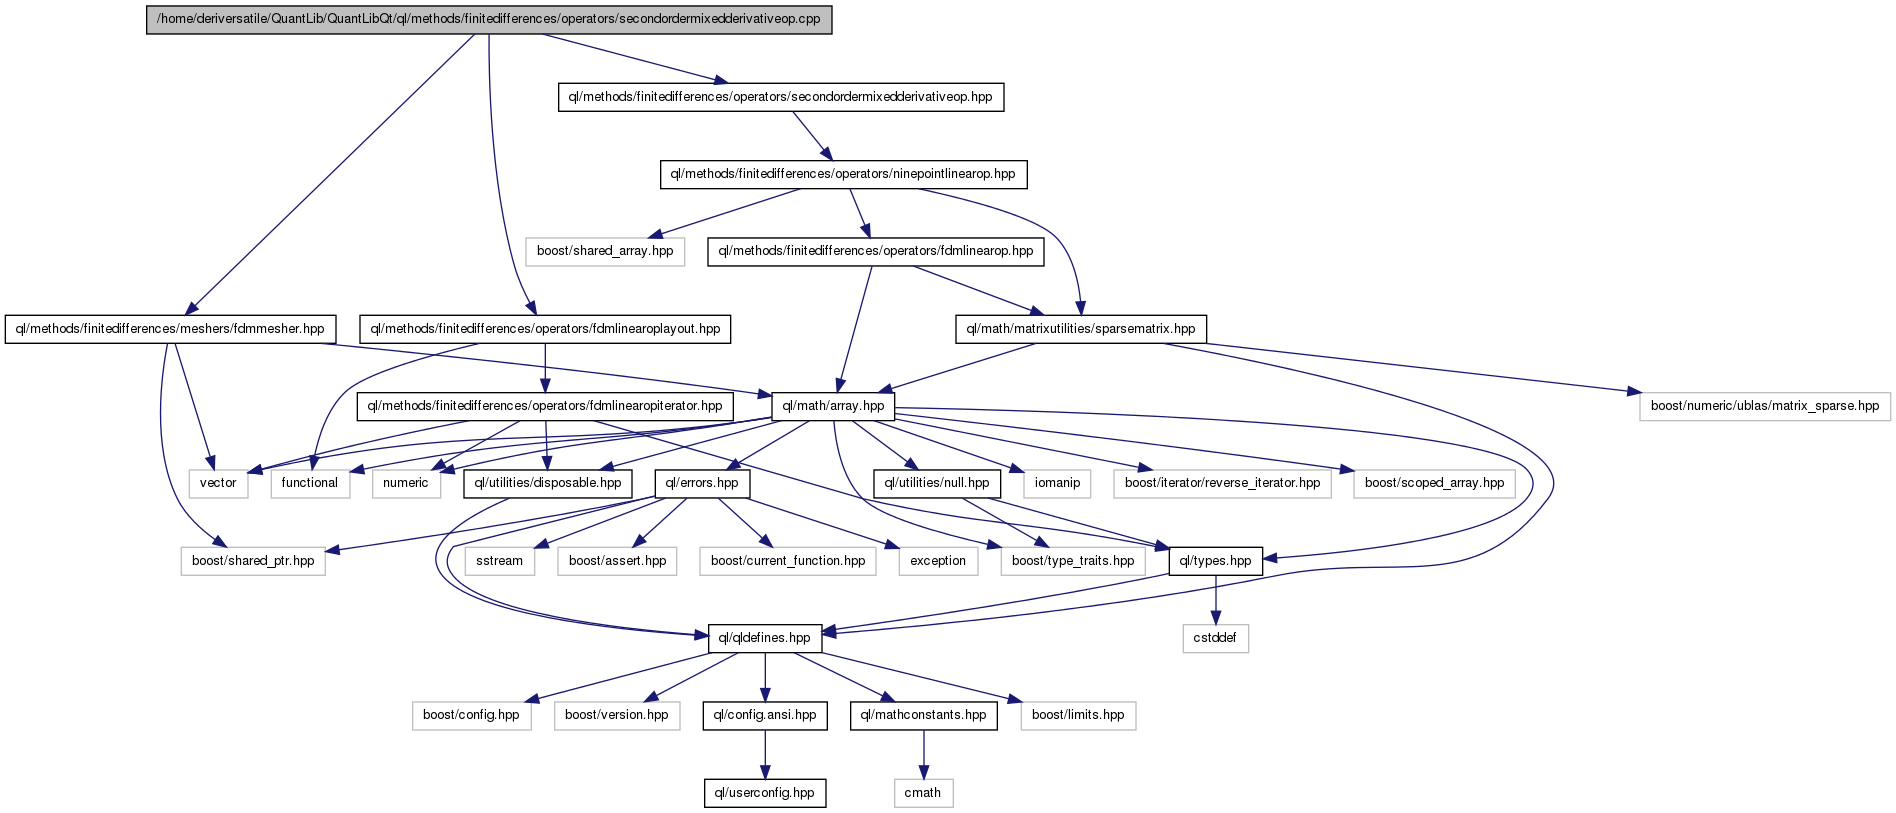 /home/deriversatile/QuantLib/QuantLibQt/ql/methods/finitedifferences/operators/secondordermixedderivativeop.cpp
ql/methods/finitedifferences/operators/secondordermixedderivativeop.hpp
ql/methods/finitedifferences/operators/ninepointlinearop.hpp
boost/shared_array.hpp
ql/methods/finitedifferences/operators/fdmlinearop.hpp
ql/methods/finitedifferences/meshers/fdmmesher.hpp
ql/methods/finitedifferences/operators/fdmlinearoplayout.hpp
ql/math/matrixutilities/sparsematrix.hpp
ql/methods/finitedifferences/operators/fdmlinearopiterator.hpp
ql/math/array.hpp
boost/numeric/ublas/matrix_sparse.hpp
vector
functional
numeric
ql/utilities/disposable.hpp
ql/errors.hpp
ql/utilities/null.hpp
iomanip
boost/iterator/reverse_iterator.hpp
boost/scoped_array.hpp
boost/shared_ptr.hpp
sstream
boost/assert.hpp
boost/current_function.hpp
exception
boost/type_traits.hpp
ql/types.hpp
ql/qldefines.hpp
cstddef
boost/config.hpp
boost/version.hpp
ql/config.ansi.hpp
ql/mathconstants.hpp
boost/limits.hpp
ql/userconfig.hpp
cmath